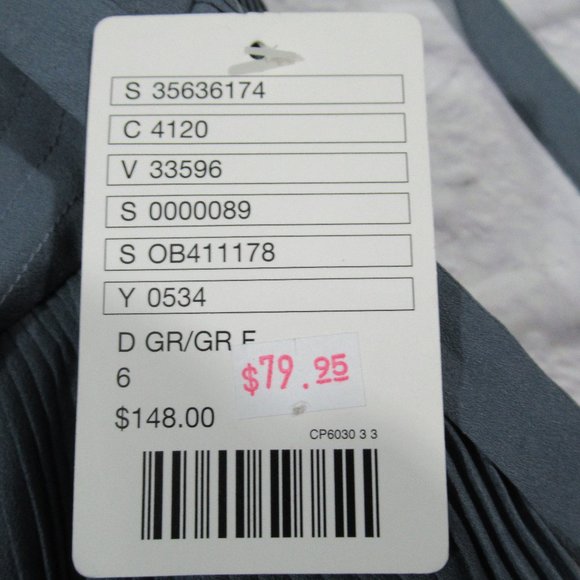 S 35636174
C 4120
V 33596
S 0000089
S OB411178
Y 0534
D GR/GR
6
$79.95
$148.00
CP6030 3 3